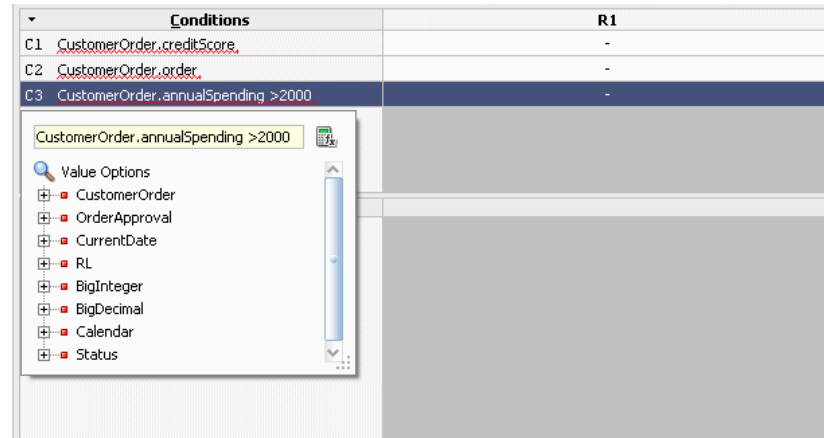 Conditions R1
C1 CustomerOrder.creditScore -
C2 CustomerOrder.order -
C3 CustomerOrder.annualSpending >2000 -
CustomerOrder.annualSpending >2000
Value Options
CustomerOrder
OrderApproval
CurrentDate
RL
BigInteger
BigDecimal
Calendar
Status